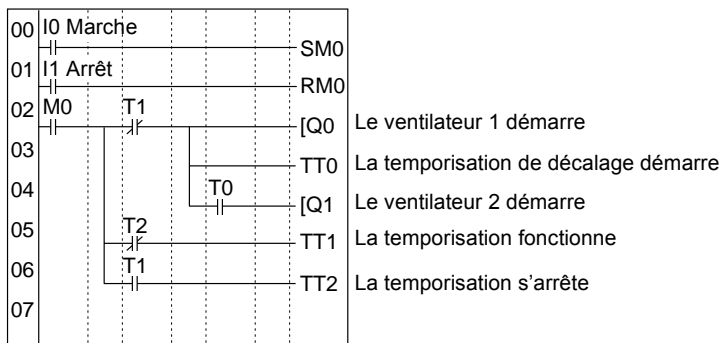 00 I0 Marche
SM0
01 I1 Arrêt
RM0
02 M0 T1
[Q0 Le ventilateur 1 démarre
03
TT0 La temporisation de décalage démarre
04 T0
[Q1 Le ventilateur 2 démarre
05 T2
TT1 La temporisation fonctionne
06 T1
TT2 La temporisation s’arrête
07